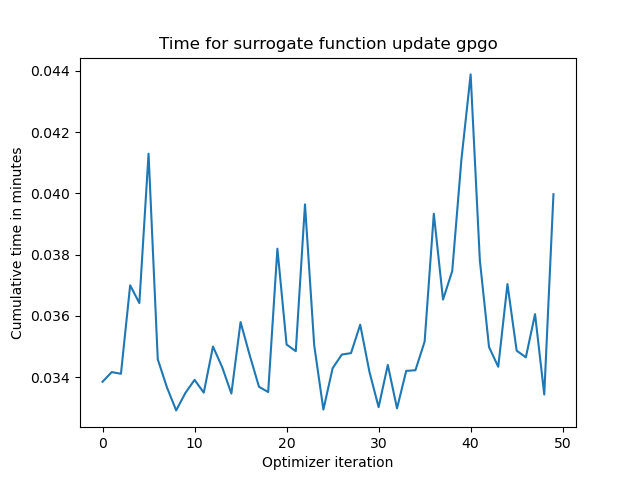 Time for surrogate function update gpgo
Cumulative time in minutes
0.044
0.042
0.040
0.038
0.036
0.034
0 10 20 30 40 50
Optimizer iteration